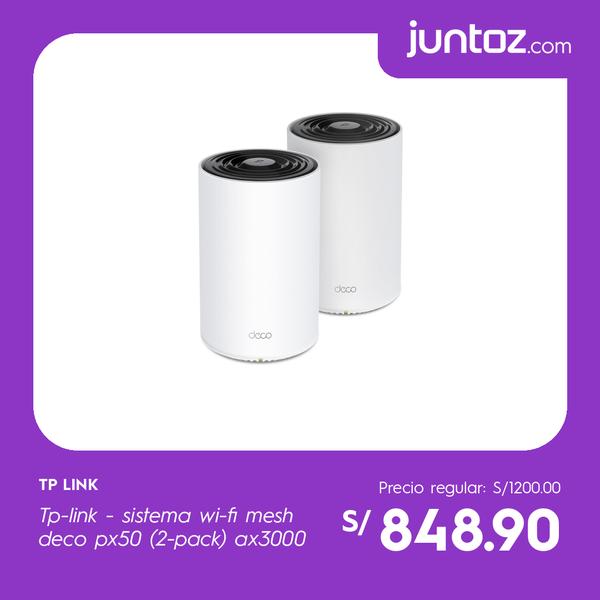 juntoz.com
deco
deco
TP LINK
Tp-link - sistema wi-fi mesh
deco px50 (2-pack) ax3000
Precio regular: S/1200.00
S/ 848.90